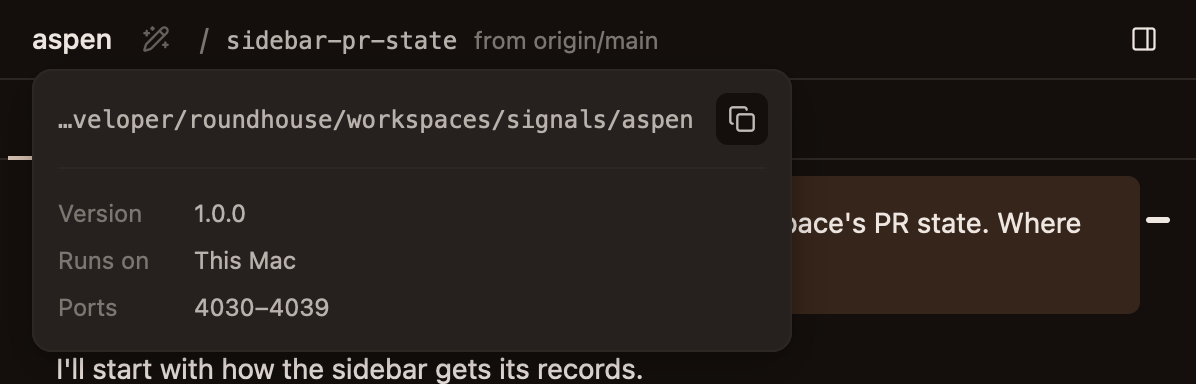 aspen / sidebar-pr-state from origin/main
…veloper/roundhouse/workspaces/signals/aspen
Version 1.0.0
pace's PR state. Where
Runs on This Mac
Ports 4030–4039
I'll start with how the sidebar gets its records.